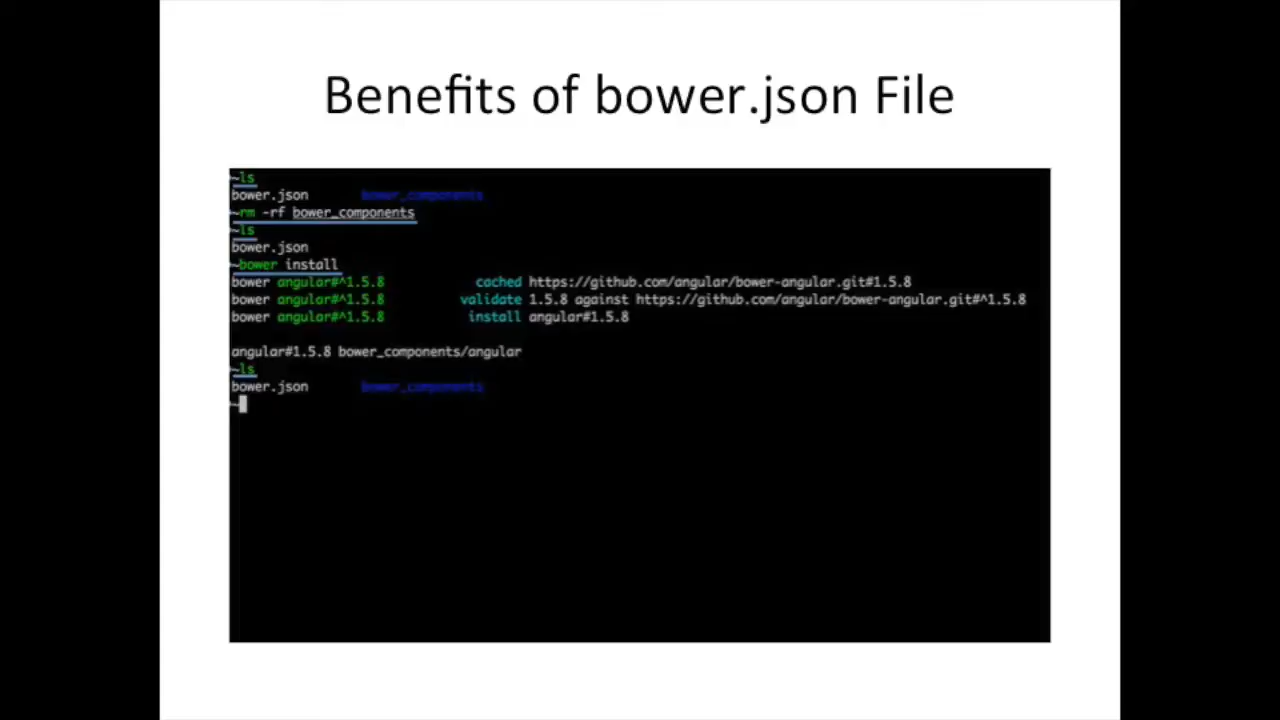 Benefits of bower.json File
~ls
bower.json bower_components
~rm -rf bower_components
~ls
bower.json
~bower install
bower angular#^1.5.8 cached https://github.com/angular/bower-angular.git#1.5.8
bower angular#^1.5.8 validate 1.5.8 against https://github.com/angular/bower-angular.git#^1.5.8
bower angular#^1.5.8 install angular#1.5.8
angular#1.5.8 bower_components/angular
~ls
bower.json bower_components
~